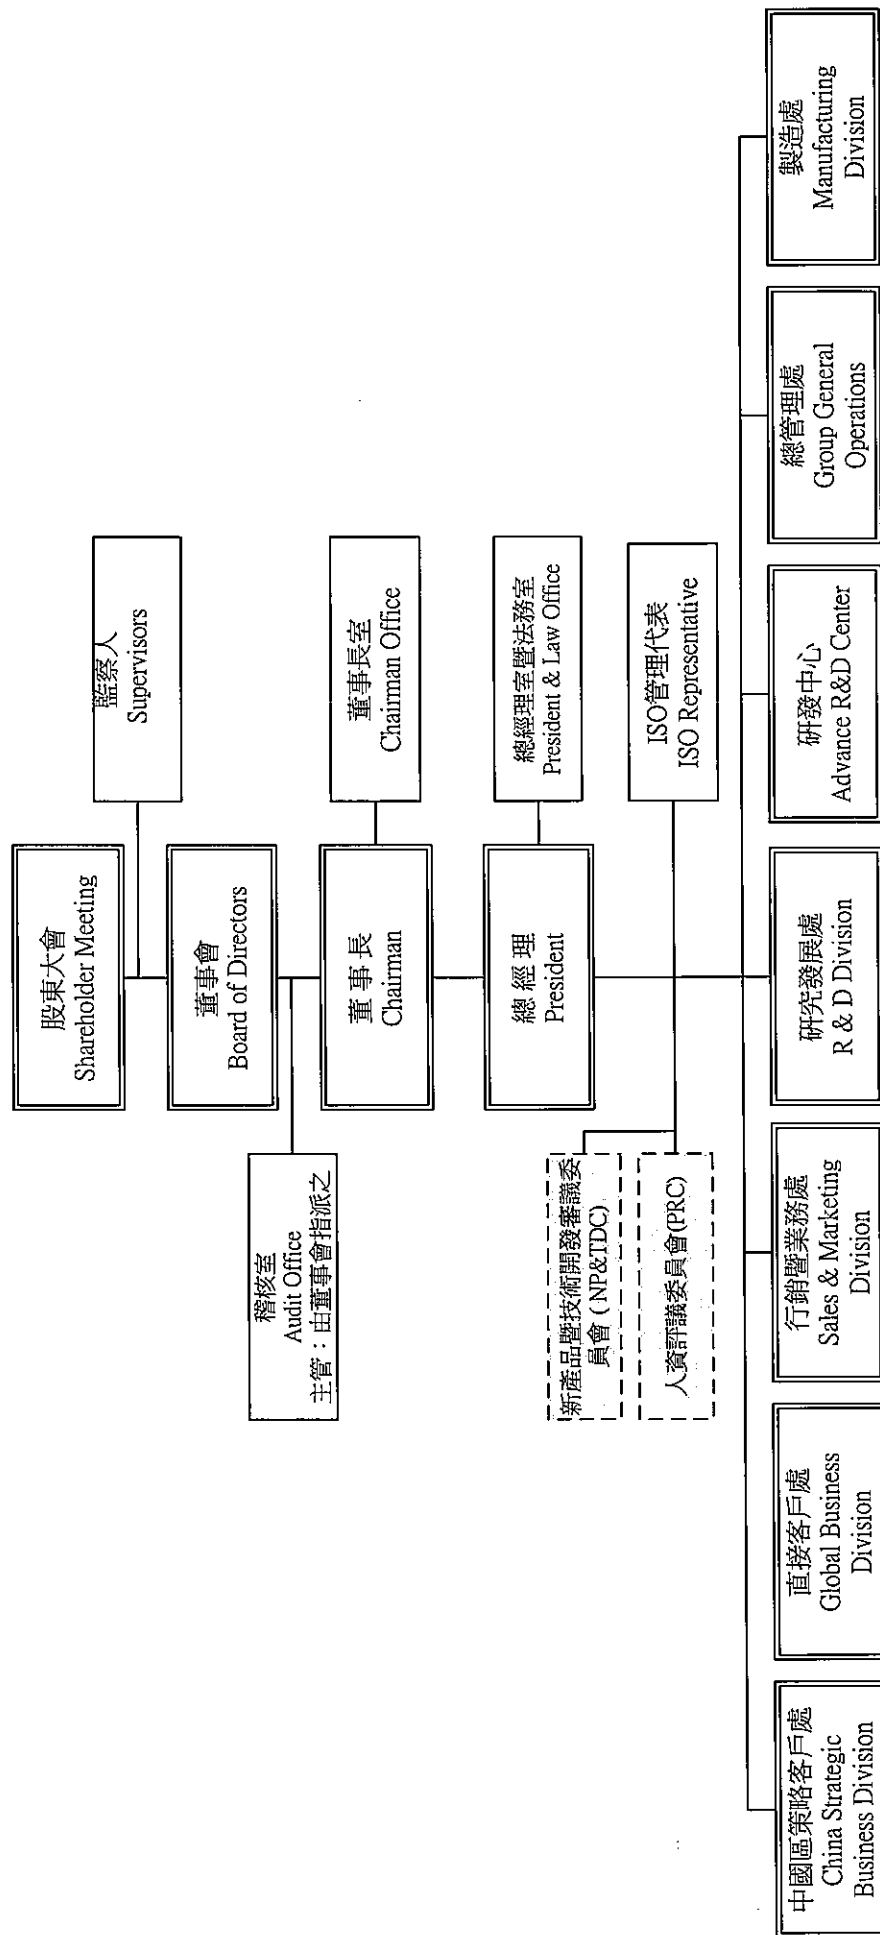 股東大會
Shareholder Meeting
監察人
Supervisors
董事會
Board of Directors
稽核室
Audit Office
主管：由董事會指派之
董 事 長
Chairman
董事長室
Chairman Office
總 經 理
President
總經理室暨法務室
President & Law Office
新產品暨技術開發審議委
員會 ( NP&TDC)
人資評議委員會(PRC)
ISO管理代表
ISO Representative
中國區策略客戶處
China Strategic
Business Division
直接客戶處
Global Business
Division
行銷暨業務處
Sales & Marketing
Division
研究發展處
R & D Division
研發中心
Advance R&D Center
總管理處
Group General
Operations
製造處
Manufacturing
Division